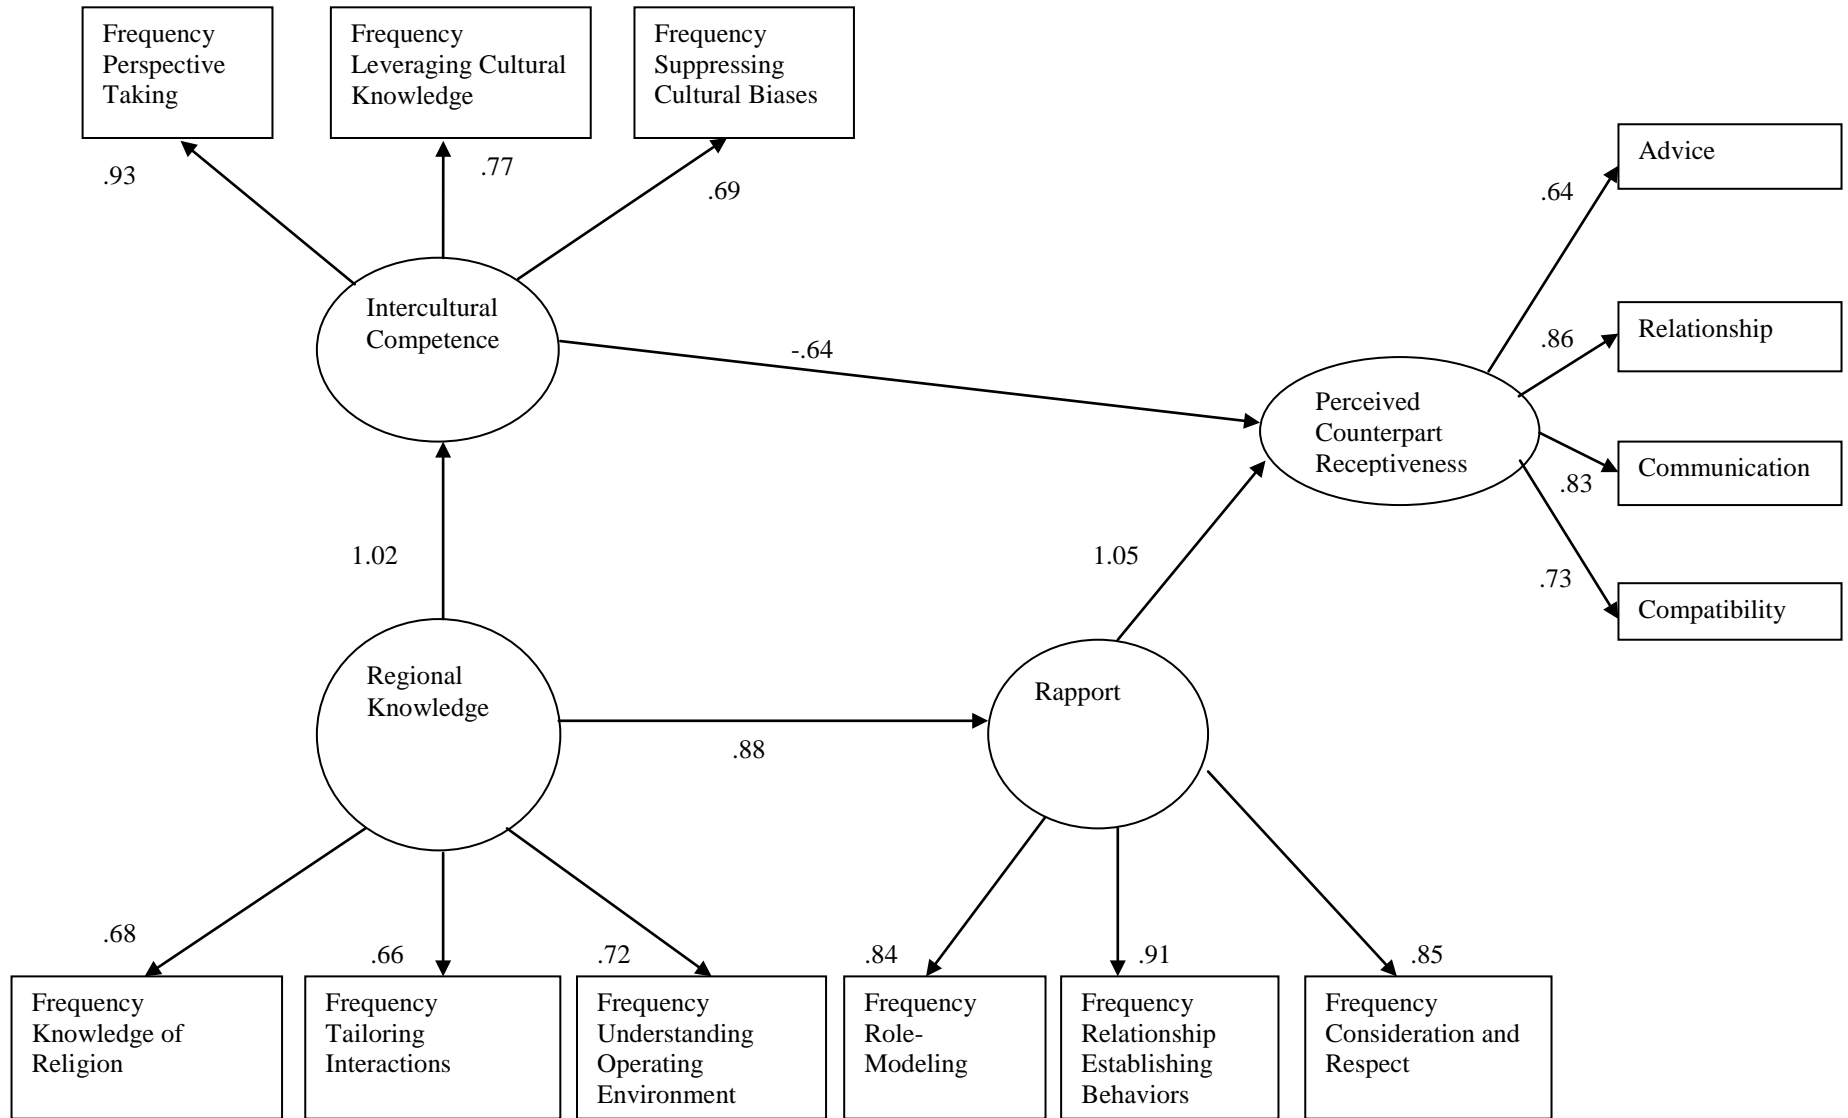 Frequency
Perspective
Taking
Frequency
Leveraging Cultural
Knowledge
Frequency
Suppressing
Cultural Biases
.93
.77
.69
Advice
.64
Relationship
.86
Intercultural
Competence
-.64
Perceived
Counterpart
Receptiveness
Communication
.83
.73
Compatibility
1.02
1.05
Regional
Knowledge
Rapport
.88
.68
.66
.72
.84
.91
.85
Frequency
Knowledge of
Religion
Frequency
Tailoring
Interactions
Frequency
Understanding
Operating
Environment
Frequency
Role-
Modeling
Frequency
Relationship
Establishing
Behaviors
Frequency
Consideration and
Respect